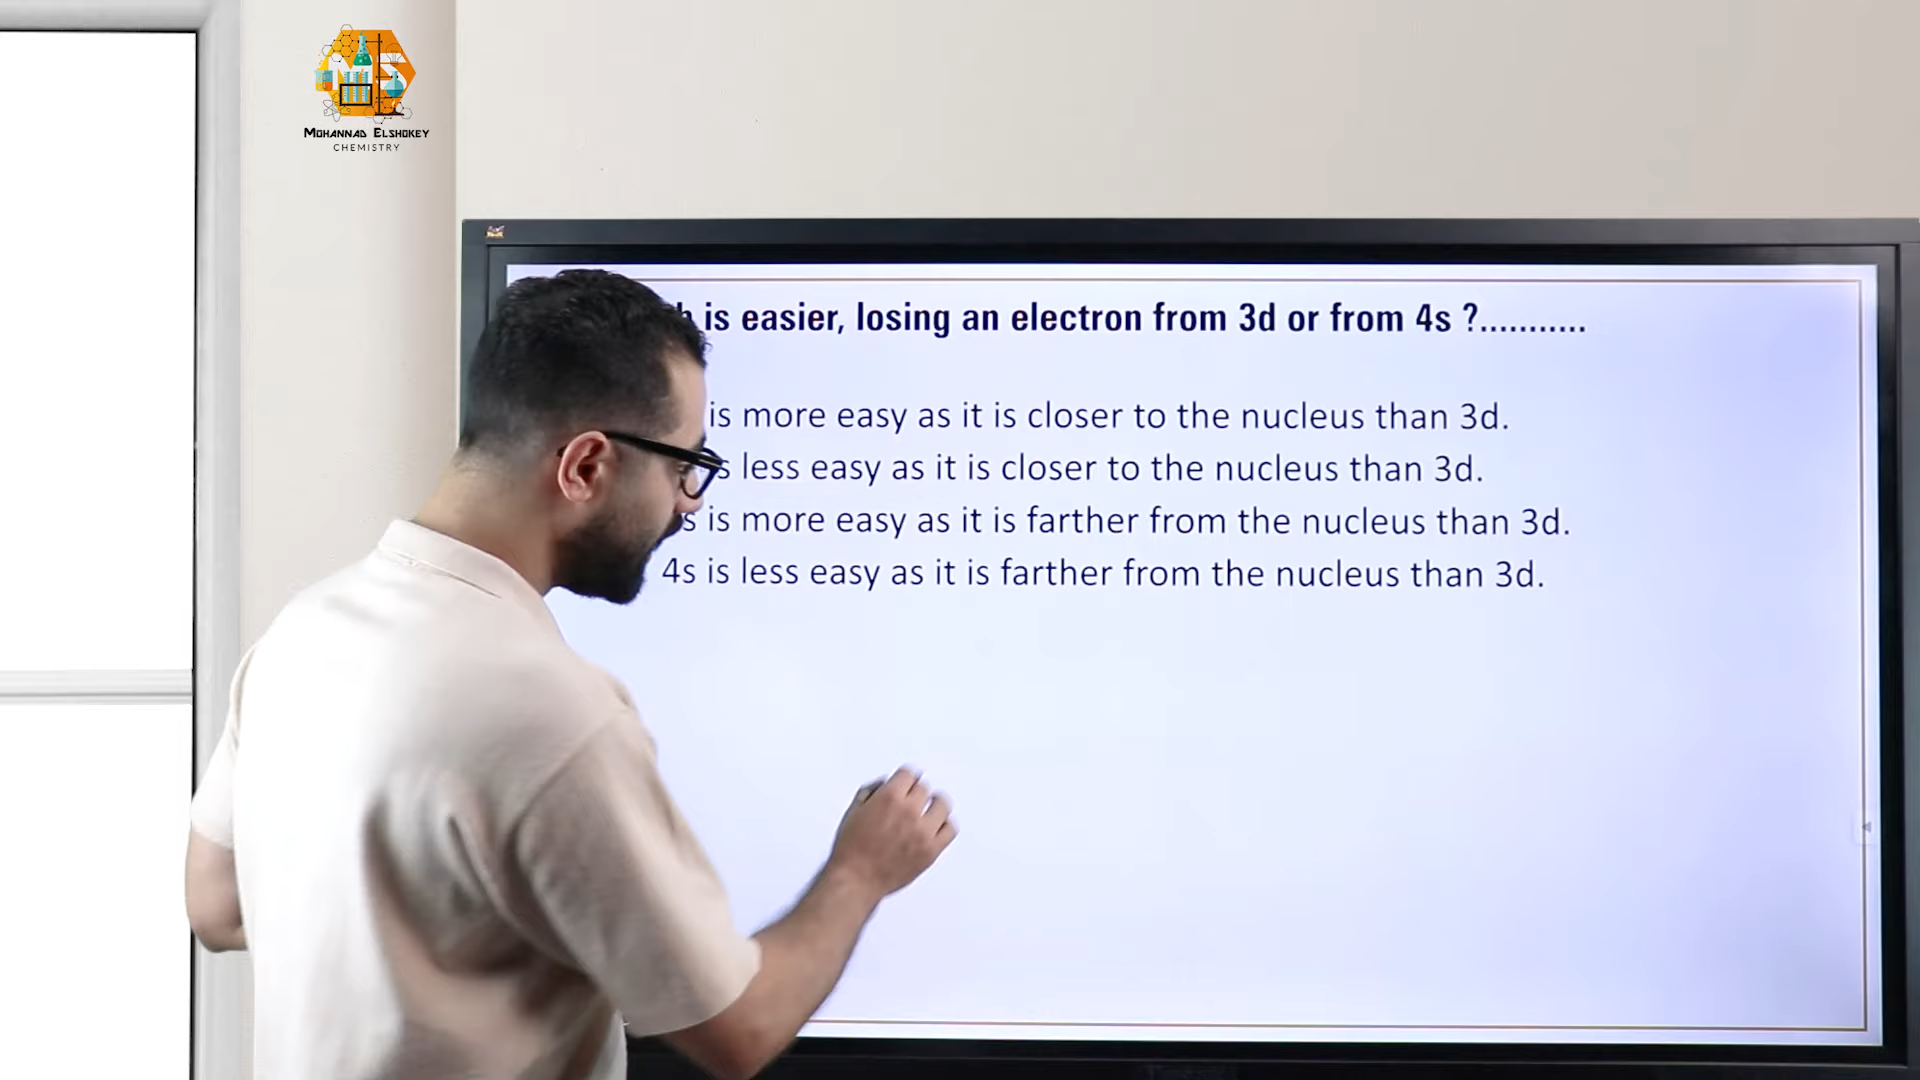 MS
MOHANNAD ELSHOKEY
CHEMISTRY
is easier, losing an electron from 3d or from 4s ?...........
is more easy as it is closer to the nucleus than 3d.
less easy as it is closer to the nucleus than 3d.
is more easy as it is farther from the nucleus than 3d.
4s is less easy as it is farther from the nucleus than 3d.